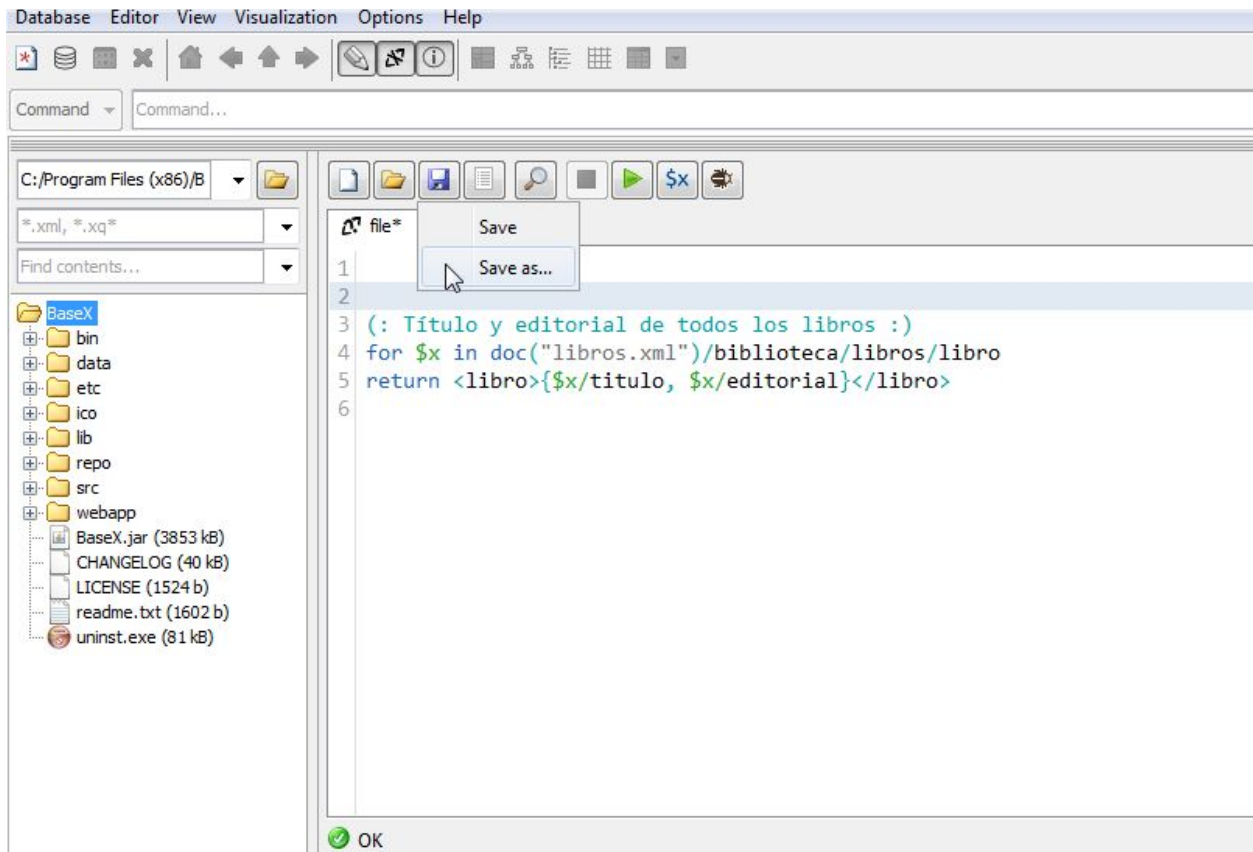 Database Editor View Visualization Options Help
Command Command...
C:/Program Files (x86)/B
*.xml, *.xq*
Find contents...
BaseX
bin
data
etc
ico
lib
repo
src
webapp
BaseX.jar (3853 kB)
CHANGELOG (40 kB)
LICENSE (1524 b)
readme.txt (1602 b)
uninst.exe (81 kB)
$x
file*
Save
Save as...
1
2
3 (: Título y editorial de todos los libros :)
4 for $x in doc("libros.xml")/biblioteca/libros/libro
5 return <libro>{$x/titulo, $x/editorial}</libro>
6
OK